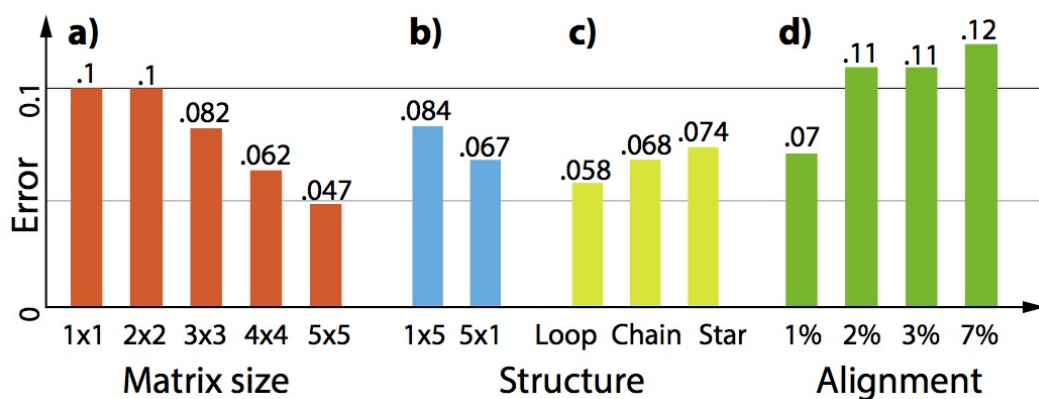 a) b) c) d)
.1 .1 .082 .062 .047 .084 .067 .058 .068 .074 .07 .11 .11 .12
Error
0.1
0
1x1 2x2 3x3 4x4 5x5 1x5 5x1 Loop Chain Star 1% 2% 3% 7%
Matrix size Structure Alignment